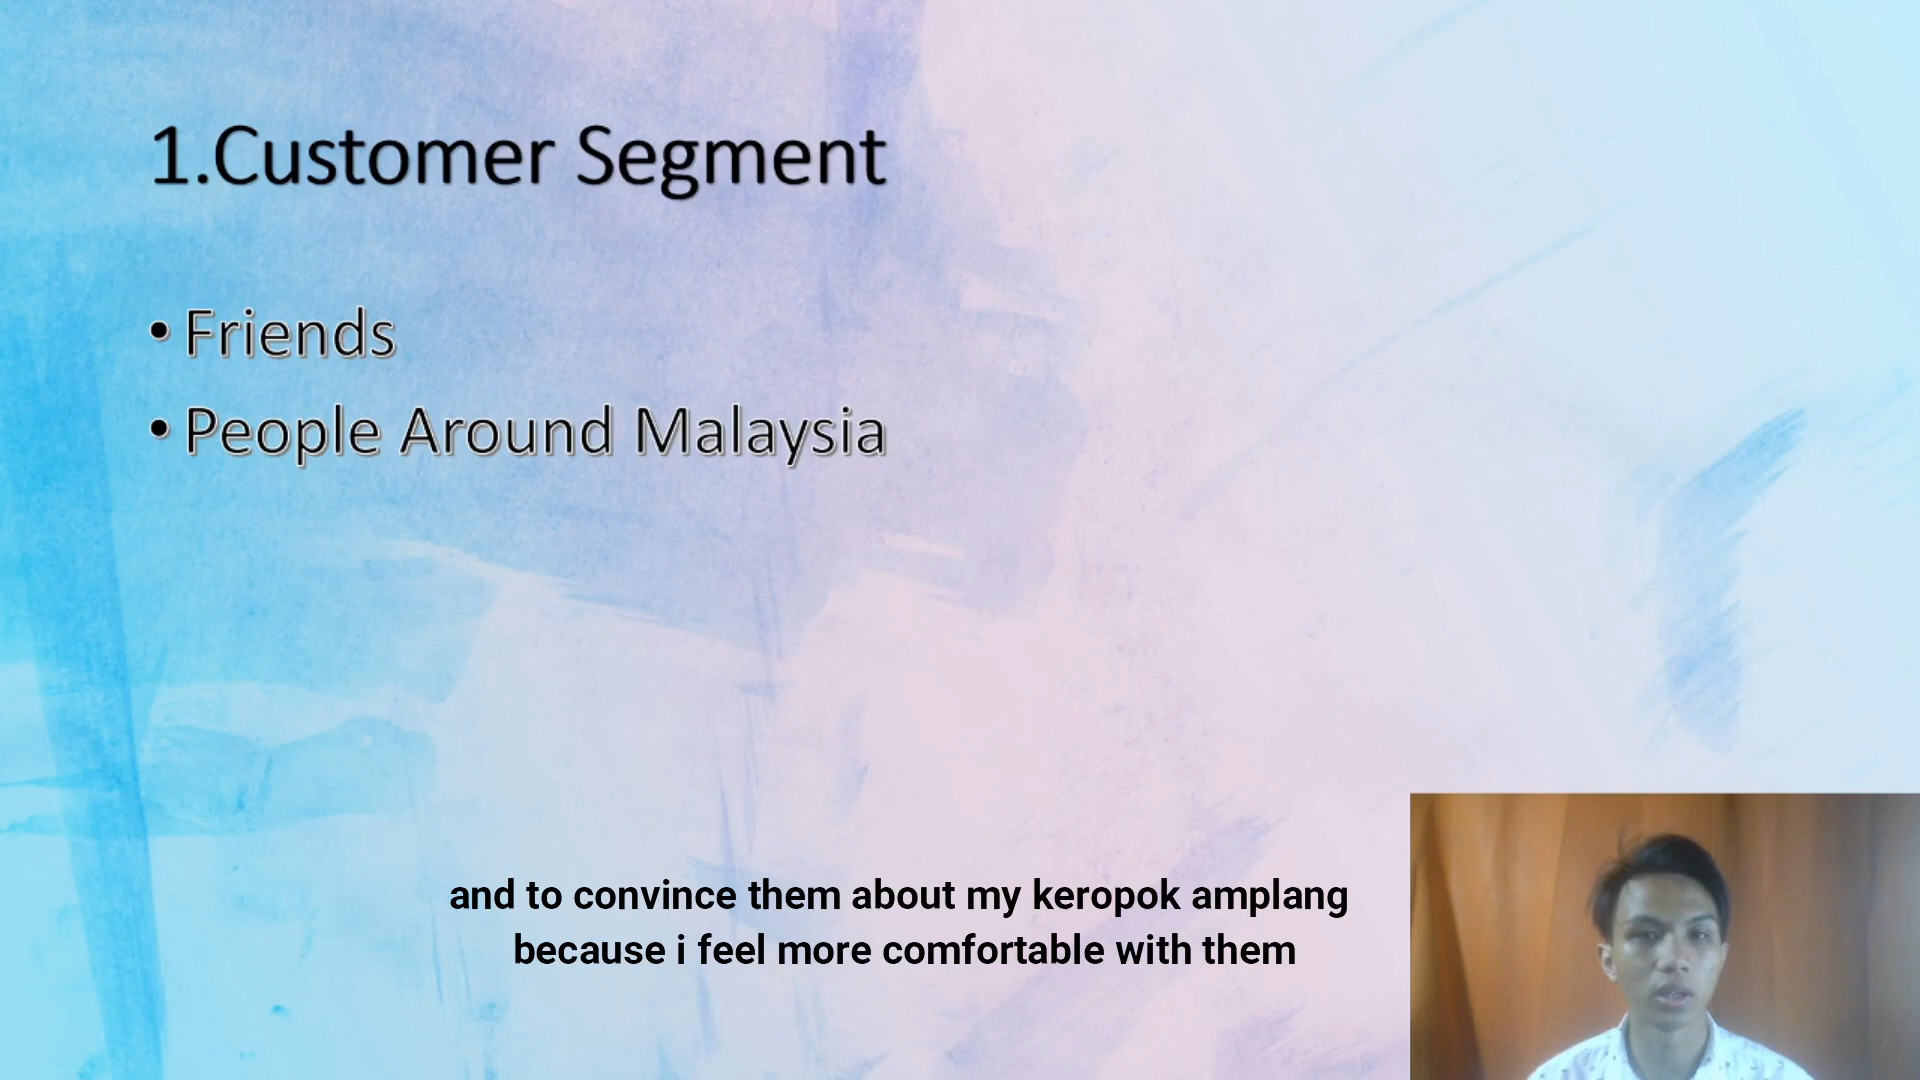 1.Customer Segment
• Friends
• People Around Malaysia
and to convince them about my keropok amplang
because i feel more comfortable with them